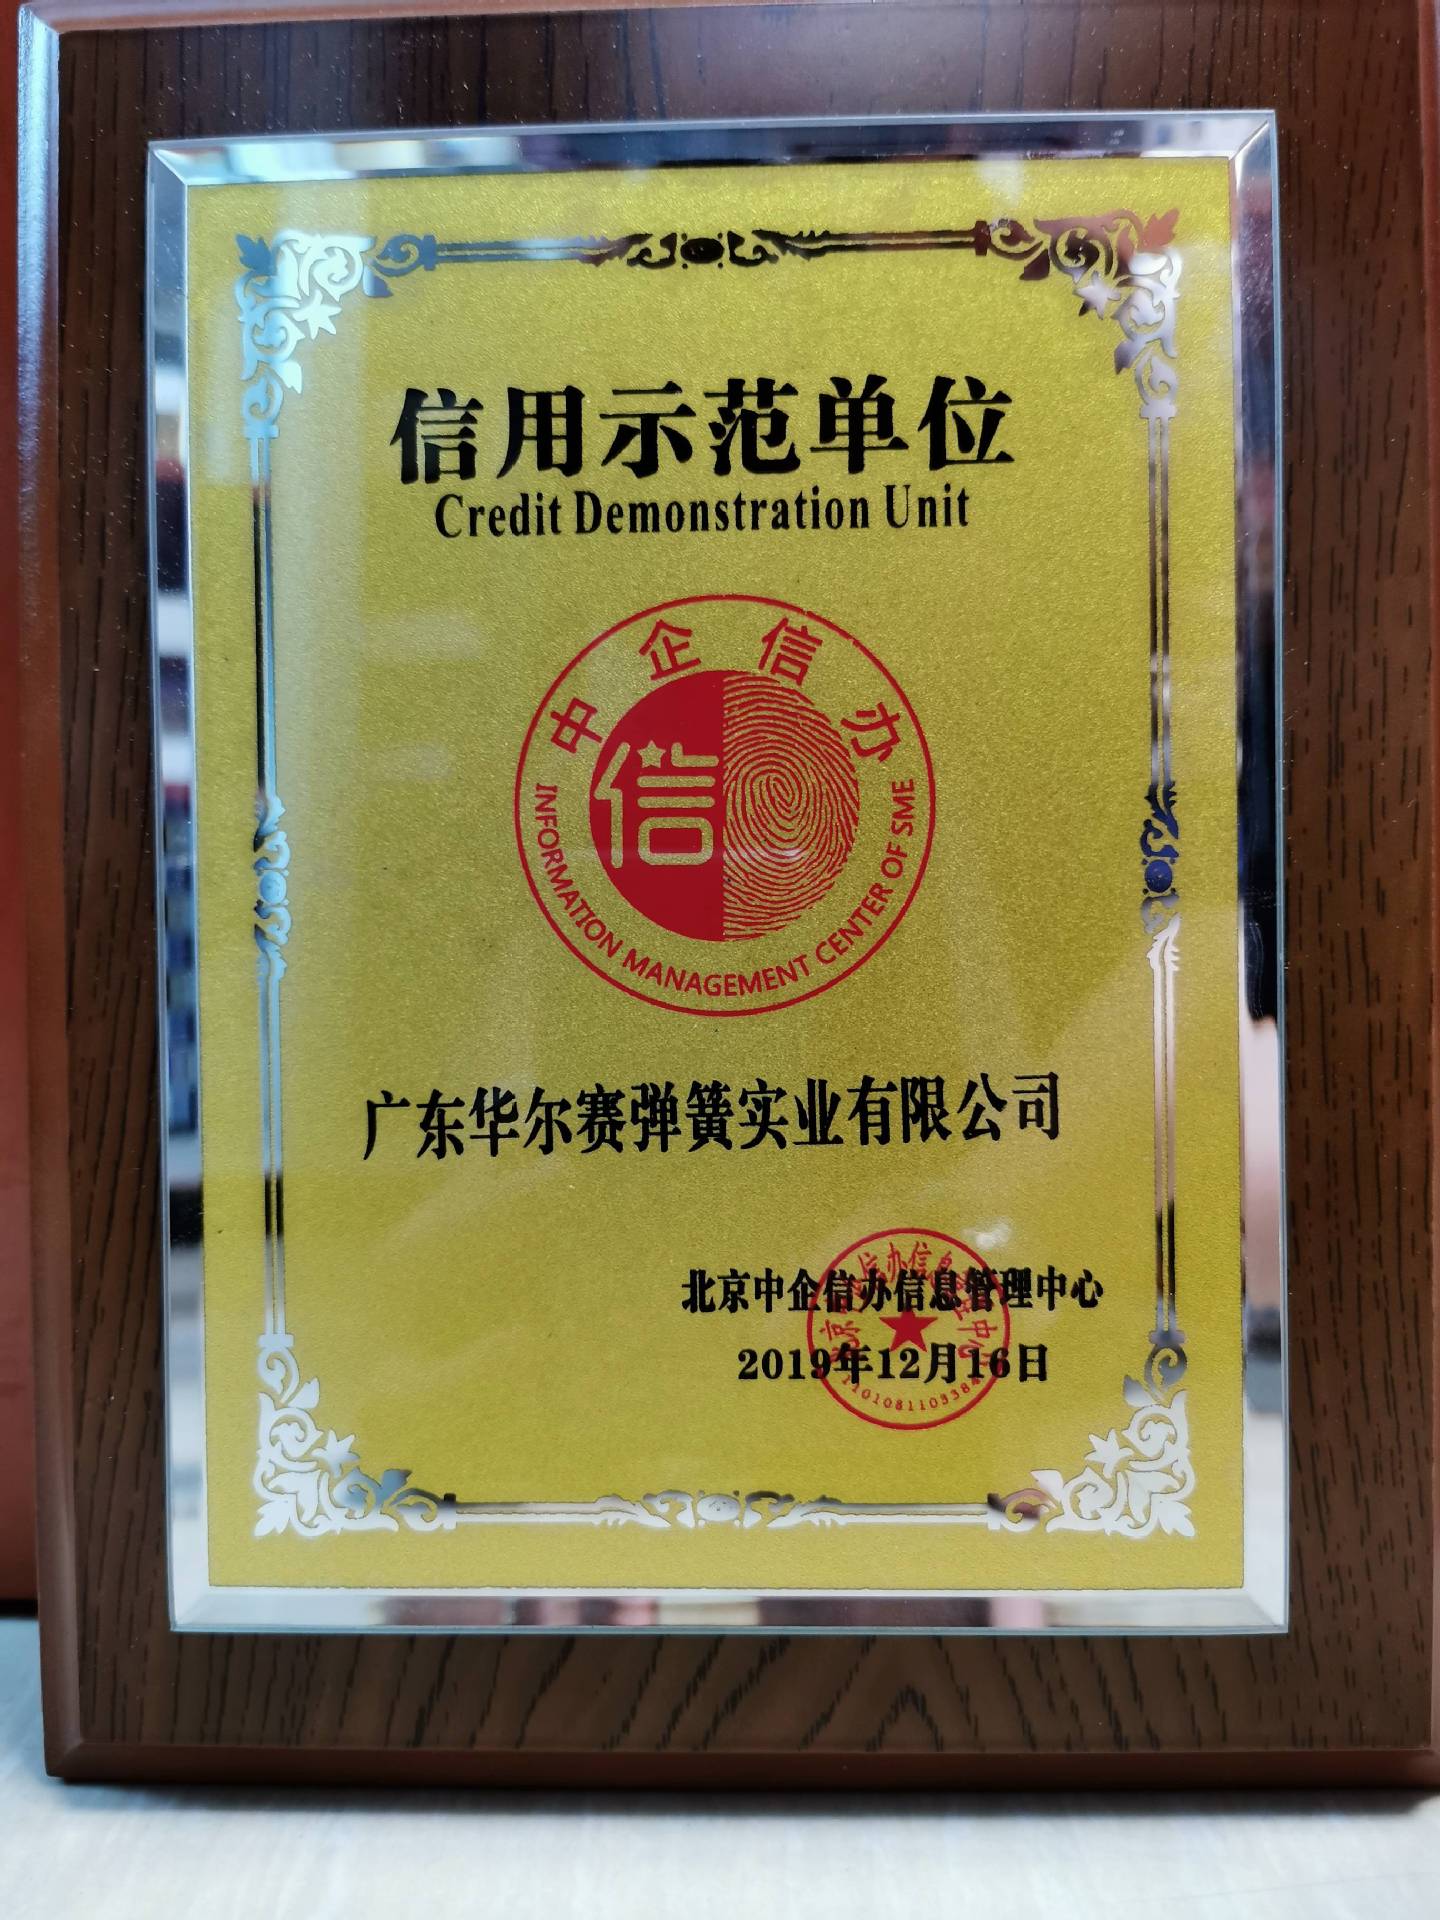 信用示范单位
Credit Demonstration Unit
中企信办
信
INFORMATION MANAGEMENT CENTER OF SME
广东华尔赛弹簧实业有限公司
北京中企信办信息管理中心
2019年12月16日